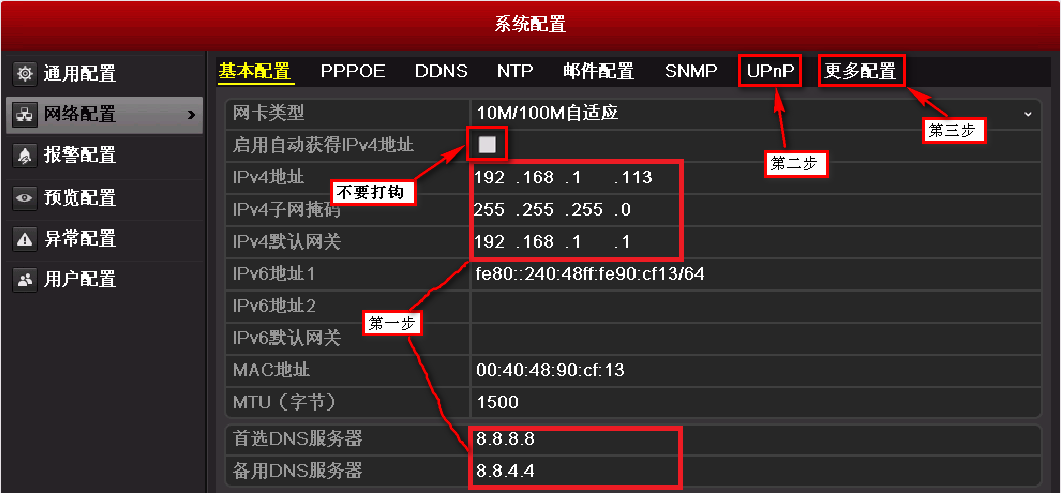 系统配置
通用配置
网络配置
报警配置
预览配置
异常配置
用户配置
基本配置 PPPOE DDNS NTP 邮件配置 SNMP UPnP 更多配置
网卡类型 10M/100M自适应
启用自动获得IPv4地址
IPv4地址 192 .168 .1 .113
IPv4子网掩码 255 .255 .255 .0
IPv4默认网关 192 .168 .1 .1
IPv6地址1 fe80::240:48ff:fe90:cf13/64
IPv6地址2
IPv6默认网关
MAC地址 00:40:48:90:cf:13
MTU（字节） 1500
首选DNS服务器 8.8.8.8
备用DNS服务器 8.8.4.4
不要打钩
第一步
第二步
第三步